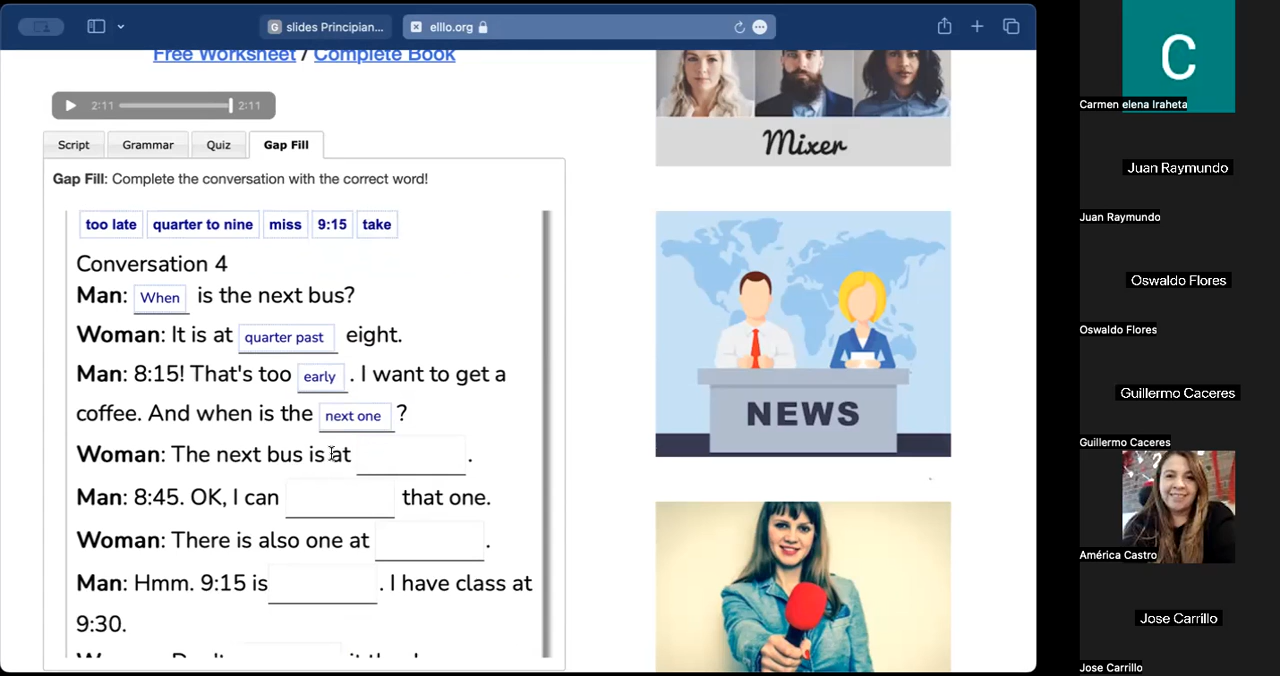 slides Principian...
elllo.org
Free Worksheet / Complete Book
2:11
2:11
Script
Grammar
Quiz
Gap Fill
Gap Fill: Complete the conversation with the correct word!
too late
quarter to nine
miss
9:15
take
Conversation 4
Man: When is the next bus?
Woman: It is at quarter past eight.
Man: 8:15! That's too early . I want to get a
coffee. And when is the next one ?
Woman: The next bus is at .
Man: 8:45. OK, I can that one.
Woman: There is also one at .
Man: Hmm. 9:15 is . I have class at
9:30.
Mixer
NEWS
C
Carmen elena Iraheta
Juan Raymundo
Juan Raymundo
Oswaldo Flores
Oswaldo Flores
Guillermo Caceres
Guillermo Caceres
América Castro
Jose Carrillo
Jose Carrillo